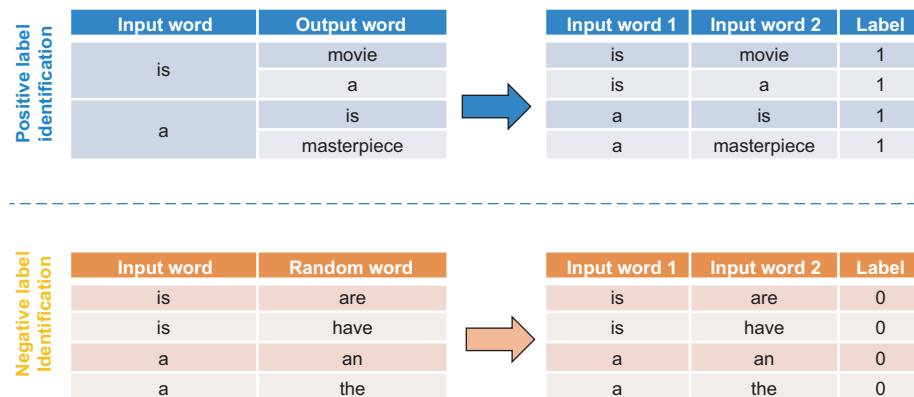 Positive label
identification
Input word Output word
is movie
a
a is
masterpiece
Input word 1 Input word 2 Label
is movie 1
is a 1
a is 1
a masterpiece 1
Negative label
Identification
Input word Random word
is are
is have
a an
a the
Input word 1 Input word 2 Label
is are 0
is have 0
a an 0
a the 0